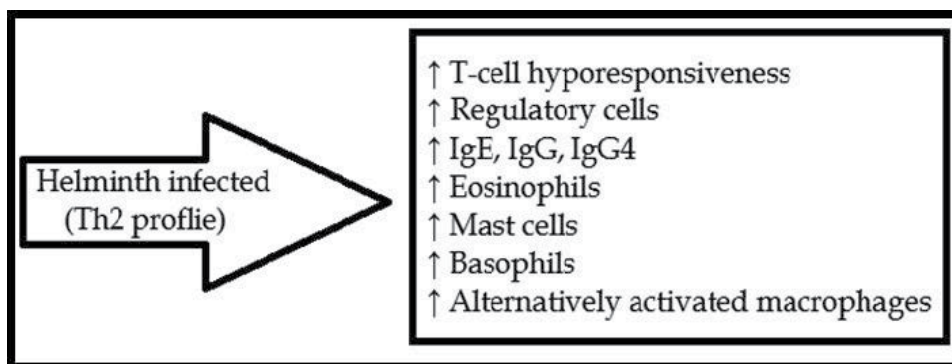 Helminth infected
(Th2 proflie)
↑ T-cell hyporesponsiveness
↑ Regulatory cells
↑ IgE, IgG, IgG4
↑ Eosinophils
↑ Mast cells
↑ Basophils
↑ Alternatively activated macrophages